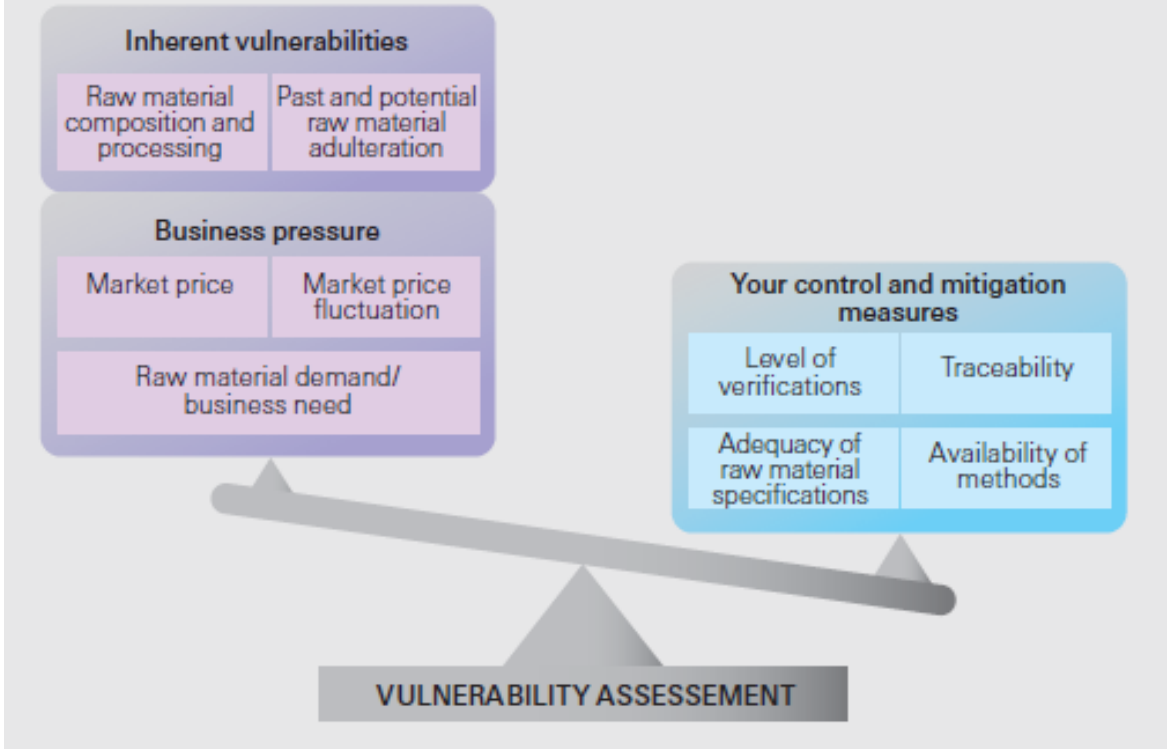 Inherent vulnerabilities
Raw material
composition and
processing
Past and potential
raw material
adulteration
Business pressure
Market price
Market price
fluctuation
Raw material demand/
business need
Your control and mitigation
measures
Level of
verifications
Traceability
Adequacy of
raw material
specifications
Availability of
methods
VULNERABILITY ASSESSEMENT